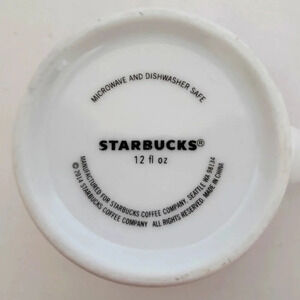 MICROWAVE AND DISHWASHER SAFE
STARBUCKS®
12 fl oz
MANUFACTURED FOR STARBUCKS COFFEE COMPANY, SEATTLE WA 98134
© 2014 STARBUCKS COFFEE COMPANY ALL RIGHTS RESERVED. MADE IN CHINA